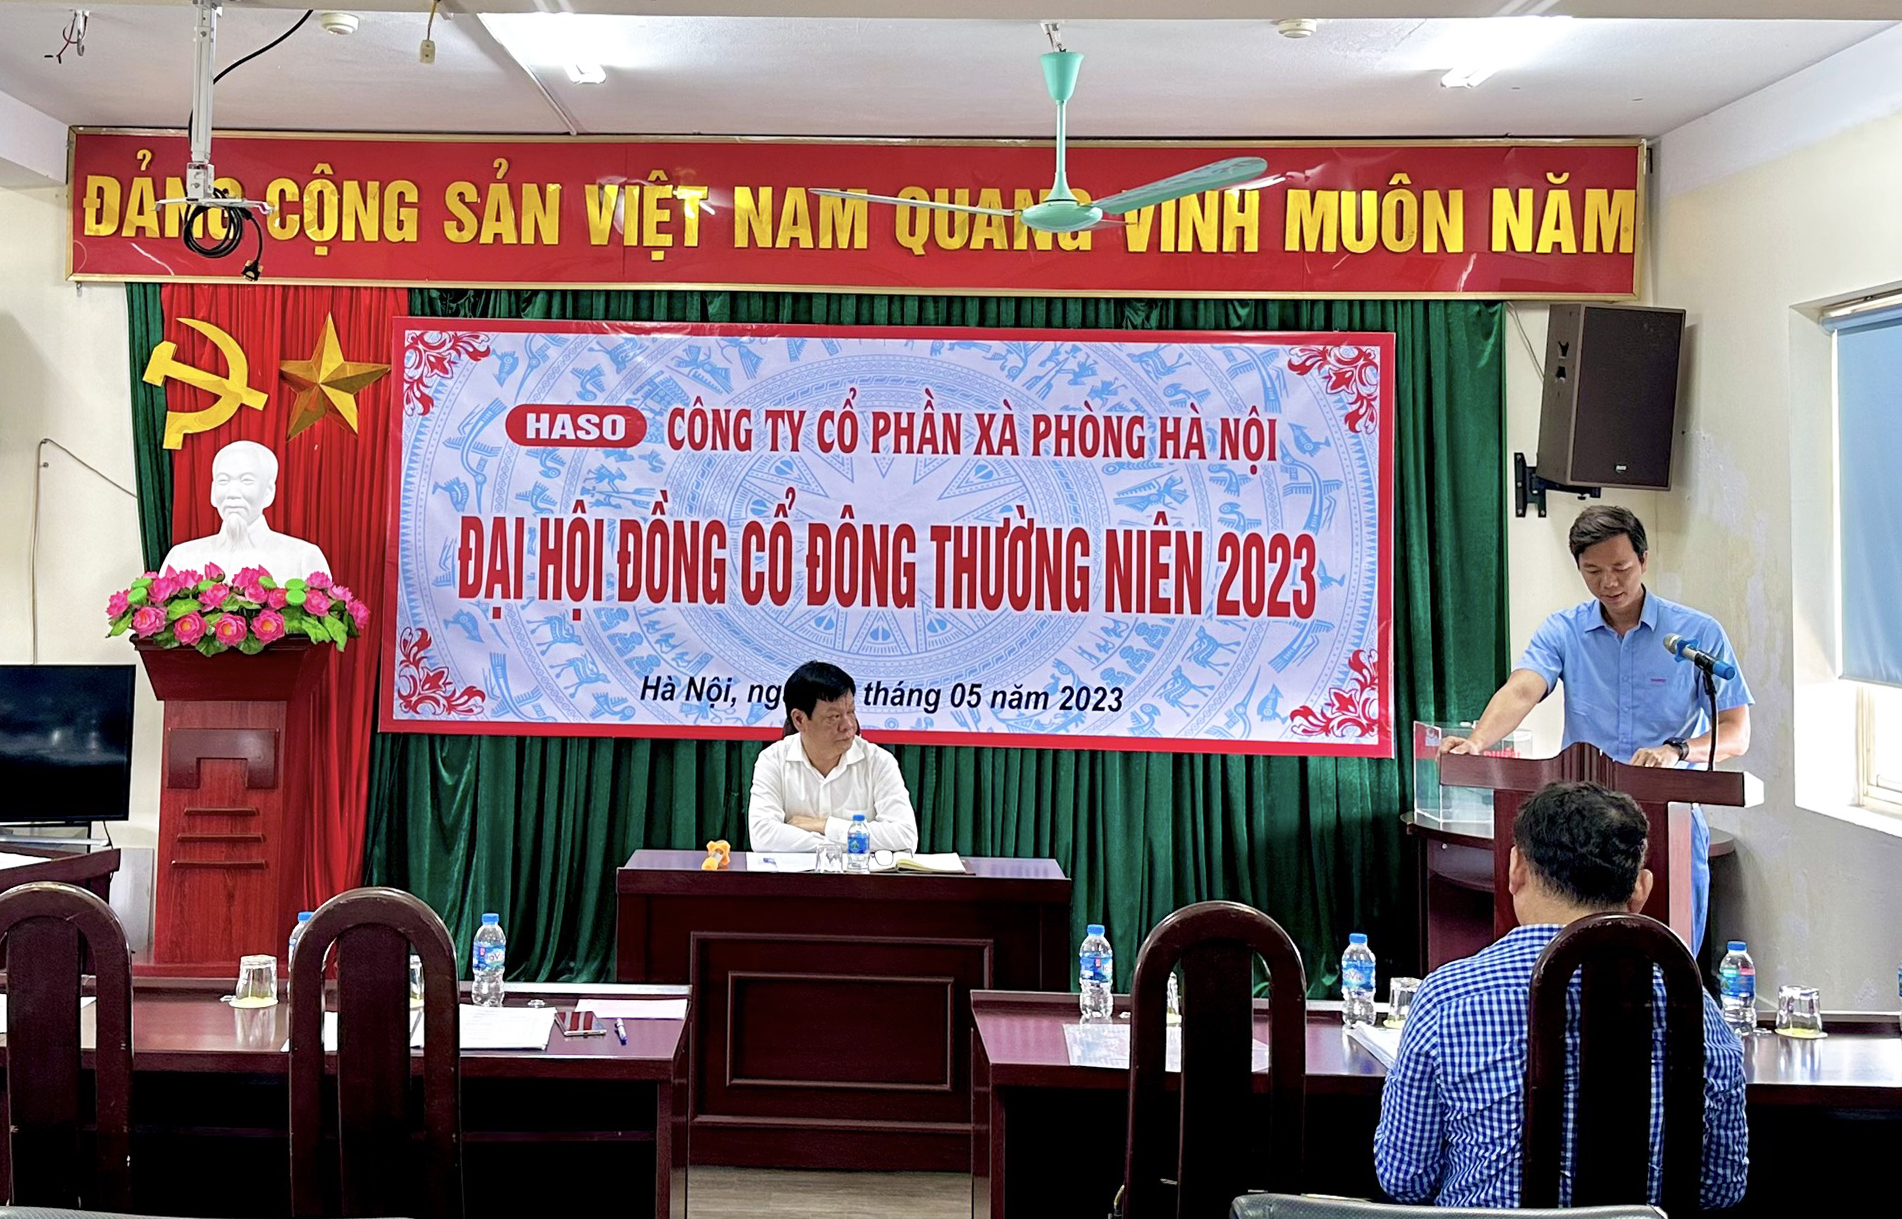 ĐẢNG CỘNG SẢN VIỆT NAM QUANG VINH MUÔN NĂM
HASO CÔNG TY CỔ PHẦN XÀ PHÒNG HÀ NỘI
ĐẠI HỘI ĐỒNG CỔ ĐÔNG THƯỜNG NIÊN 2023
Hà Nội, tháng 05 năm 2023